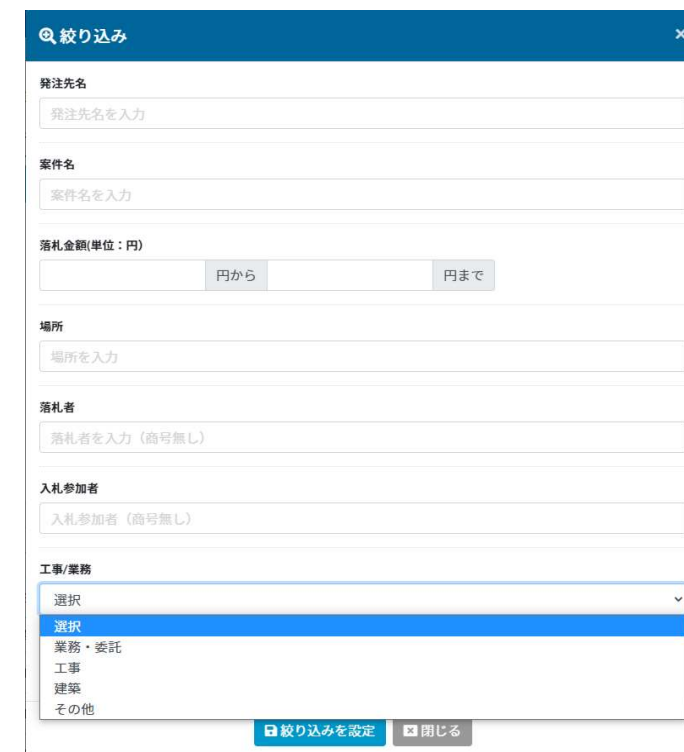 絞り込み
発注先名
発注先名を入力
案件名
案件名を入力
落札金額(単位：円)
円から 円まで
場所
場所を入力
落札者
落札者を入力（商号無し）
入札参加者
入札参加者（商号無し）
工事/業務
選択
選択
業務・委託
工事
建築
その他
絞り込みを設定 閉じる